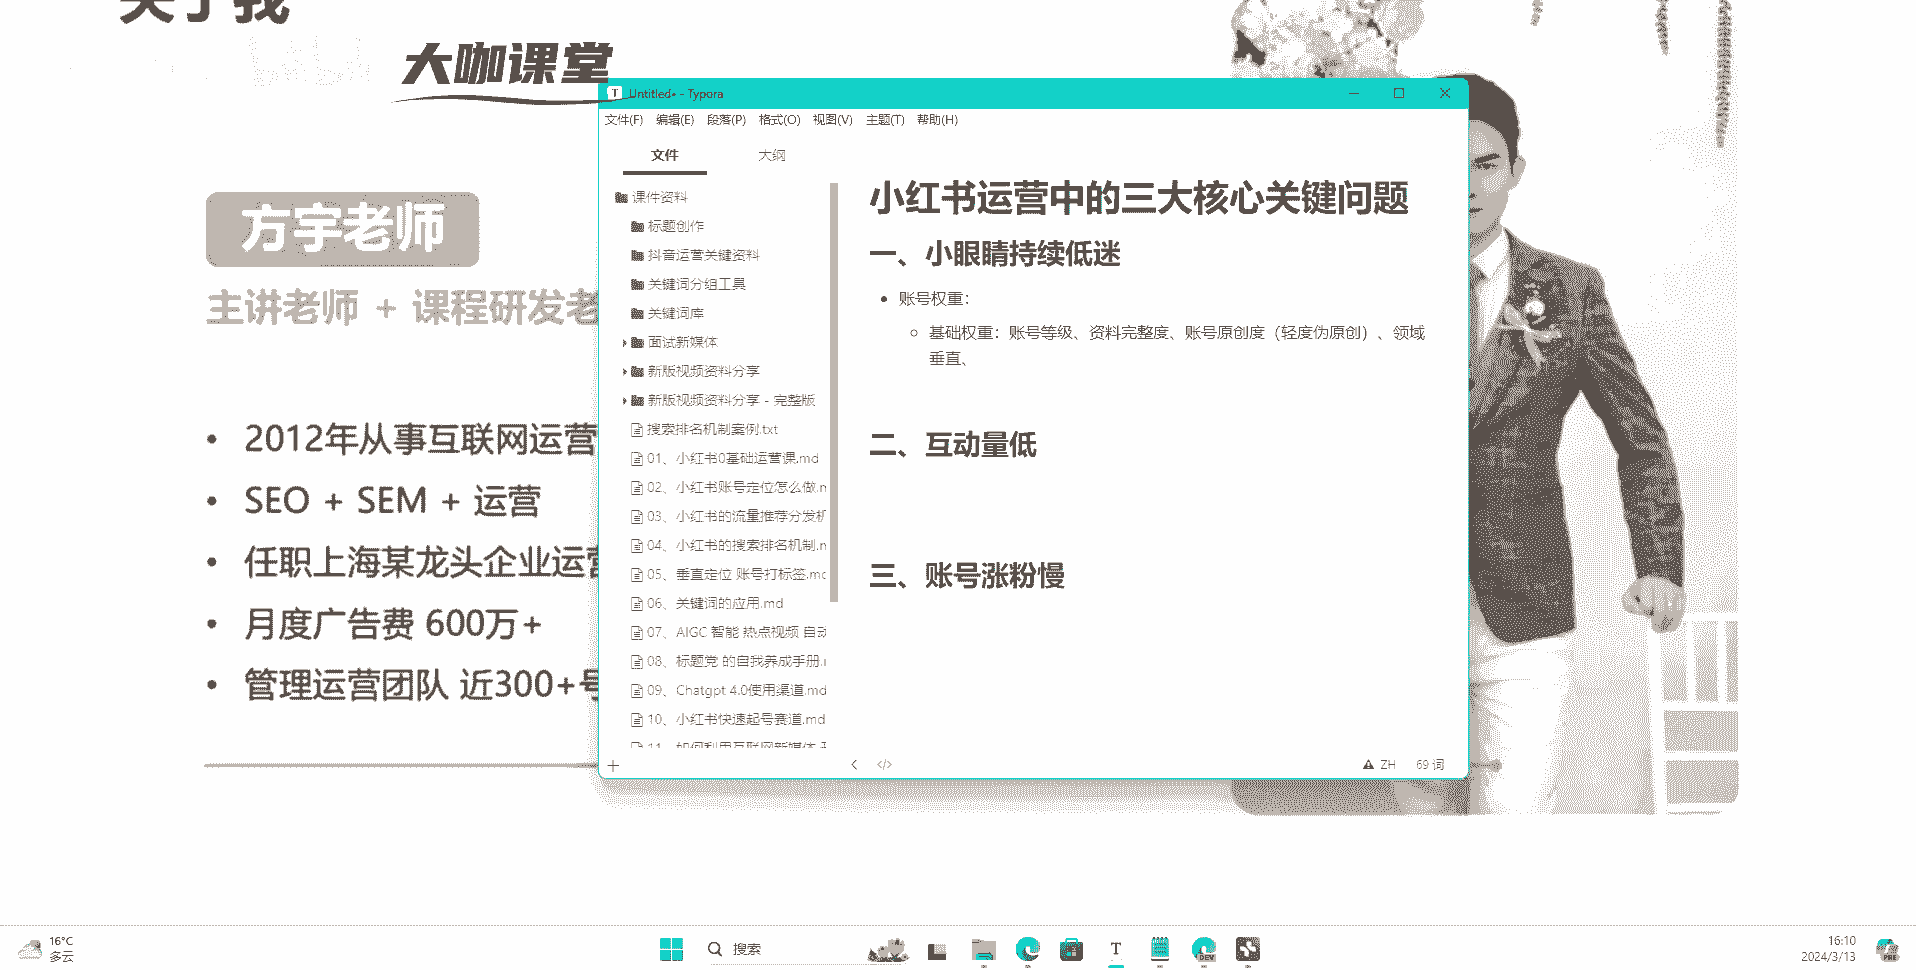 关于我
大咖课堂
方宇老师
主讲老师 + 课程研发老
2012年从事互联网运营
SEO + SEM + 运营
任职上海某龙头企业运营
月度广告费 600万+
管理运营团队 近300+号
Untitled• - Typora
文件(F) 编辑(E) 段落(P) 格式(O) 视图(V) 主题(T) 帮助(H)
文件 大纲
课件资料
标题创作
抖音运营关键资料
关键词分组工具
关键词库
面试新媒体
新版视频资料分享
新版视频资料分享 - 完整版
搜索排名机制案例.txt
01、小红书0基础运营课.md
02、小红书账号定位怎么做.m
03、小红书的流量推荐分发机
04、小红书的搜索排名机制.m
05、垂直定位 账号打标签.md
06、关键词的应用.md
07、AIGC 智能 热点视频 自动
08、标题党 的自我养成手册.m
09、Chatgpt 4.0使用渠道.md
10、小红书快速起号赛道.md
11、如何利用互联网新媒体
小红书运营中的三大核心关键问题
一、小眼睛持续低迷
账号权重：
基础权重：账号等级、资料完整度、账号原创度（轻度伪原创）、领域
垂直、
二、互动量低
三、账号涨粉慢
ZH 69 词
16°C
多云
搜索
T
DEV
16:10
2024/3/13
PRE